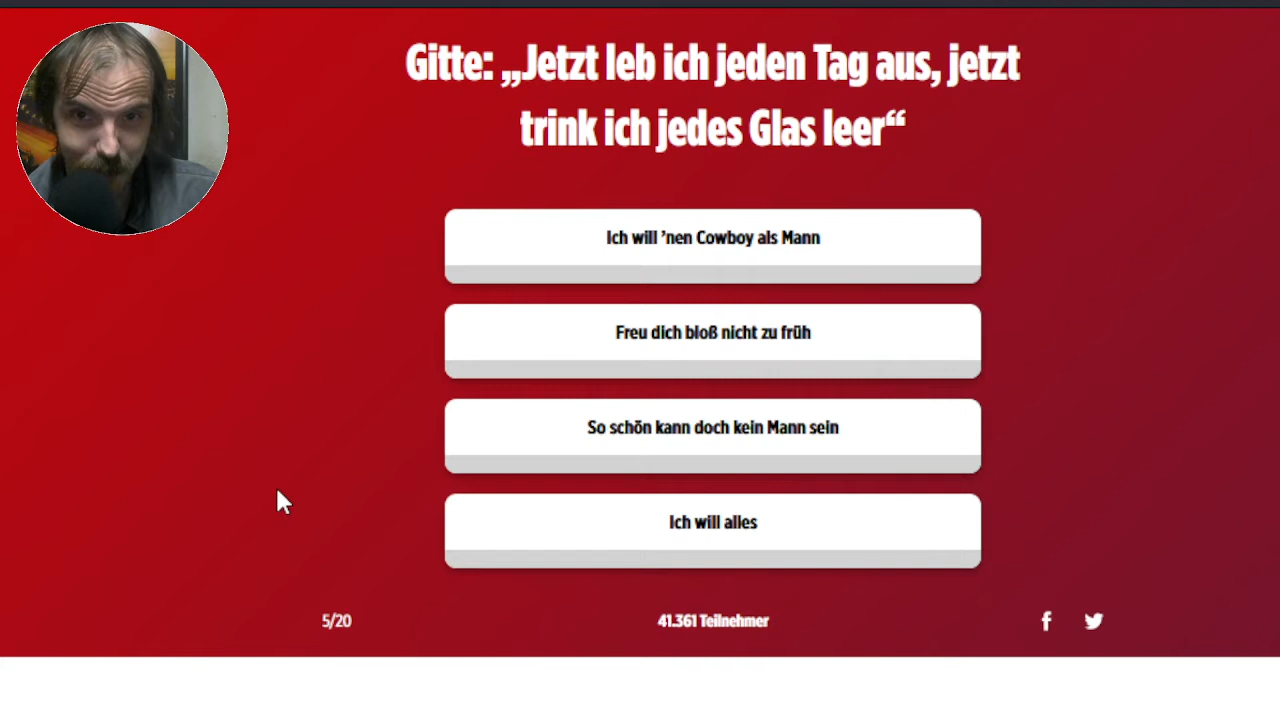 Gitte: „Jetzt leb ich jeden Tag aus, jetzt
trink ich jedes Glas leer“
Ich will ’nen Cowboy als Mann
Freu dich bloß nicht zu früh
So schön kann doch kein Mann sein
Ich will alles
5/20
41.361 Teilnehmer